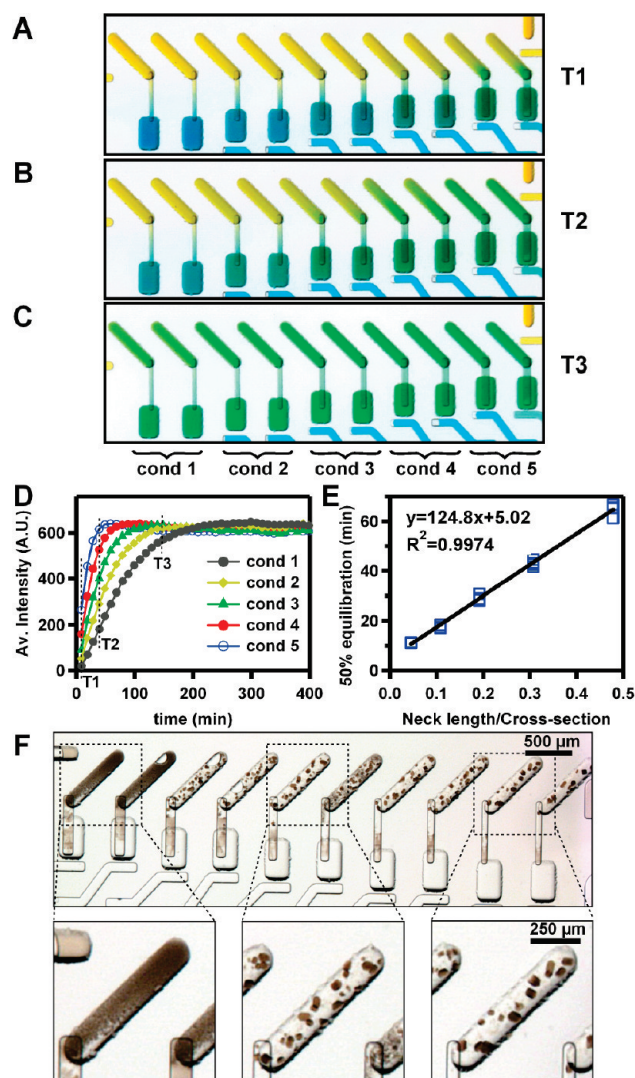 A
T1
B
T2
C
T3
cond 1 cond 2 cond 3 cond 4 cond 5
D
E
600
400
200
0
Av. Intensity (A.U.)
T1
T2
T3
cond 1
cond 2
cond 3
cond 4
cond 5
0 100 200 300 400
time (min)
60
40
20
0
50% equilibration (min)
y=124.8x+5.02
R²=0.9974
0.0 0.1 0.2 0.3 0.4 0.5
Neck length/Cross-section
F
500 µm
250 µm